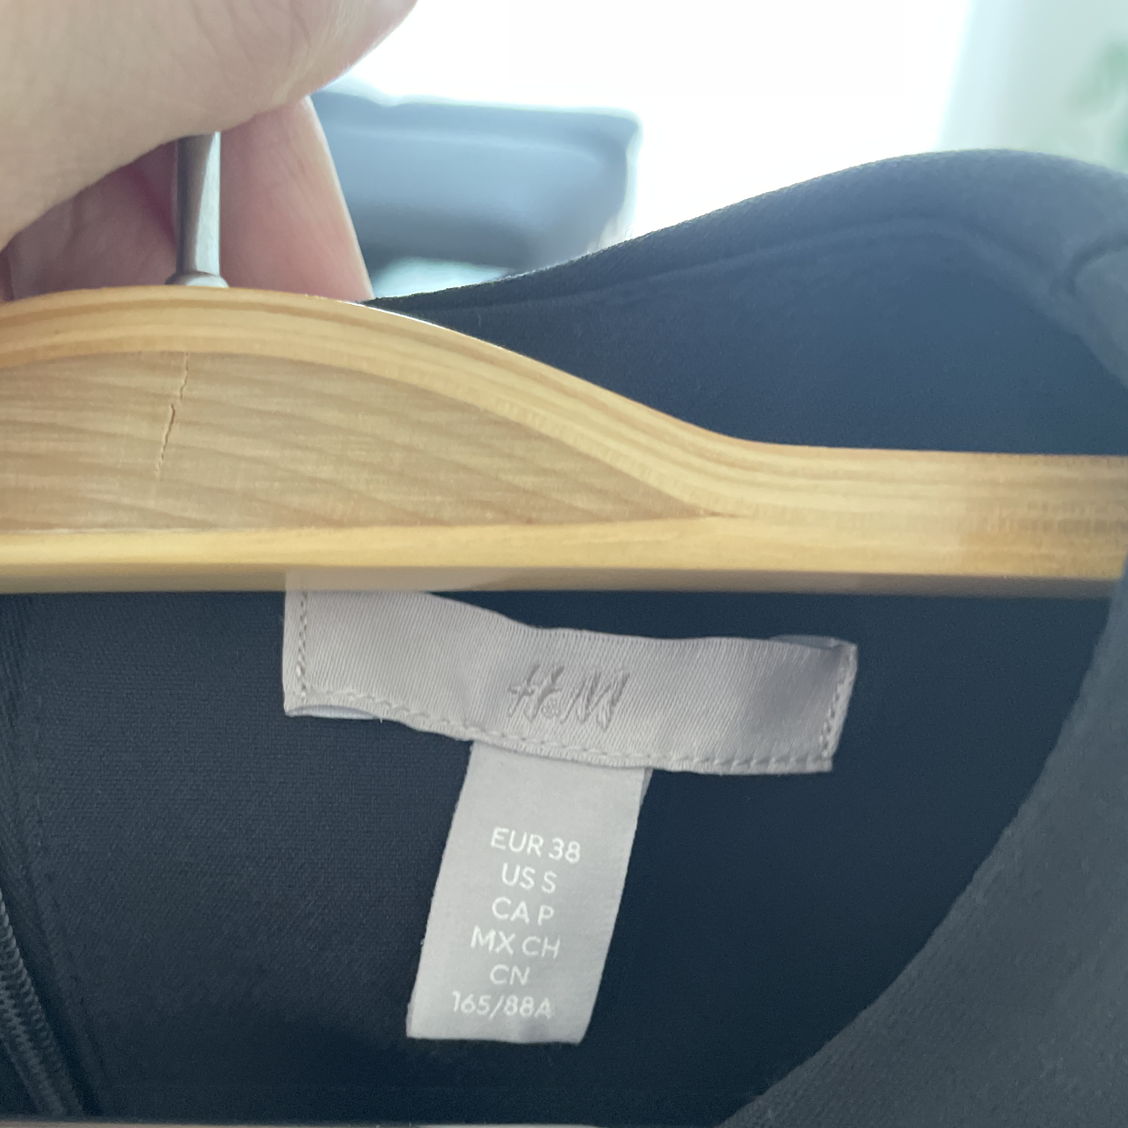 H&M
EUR 38
US S
CA P
MX CH
CN
165/88A